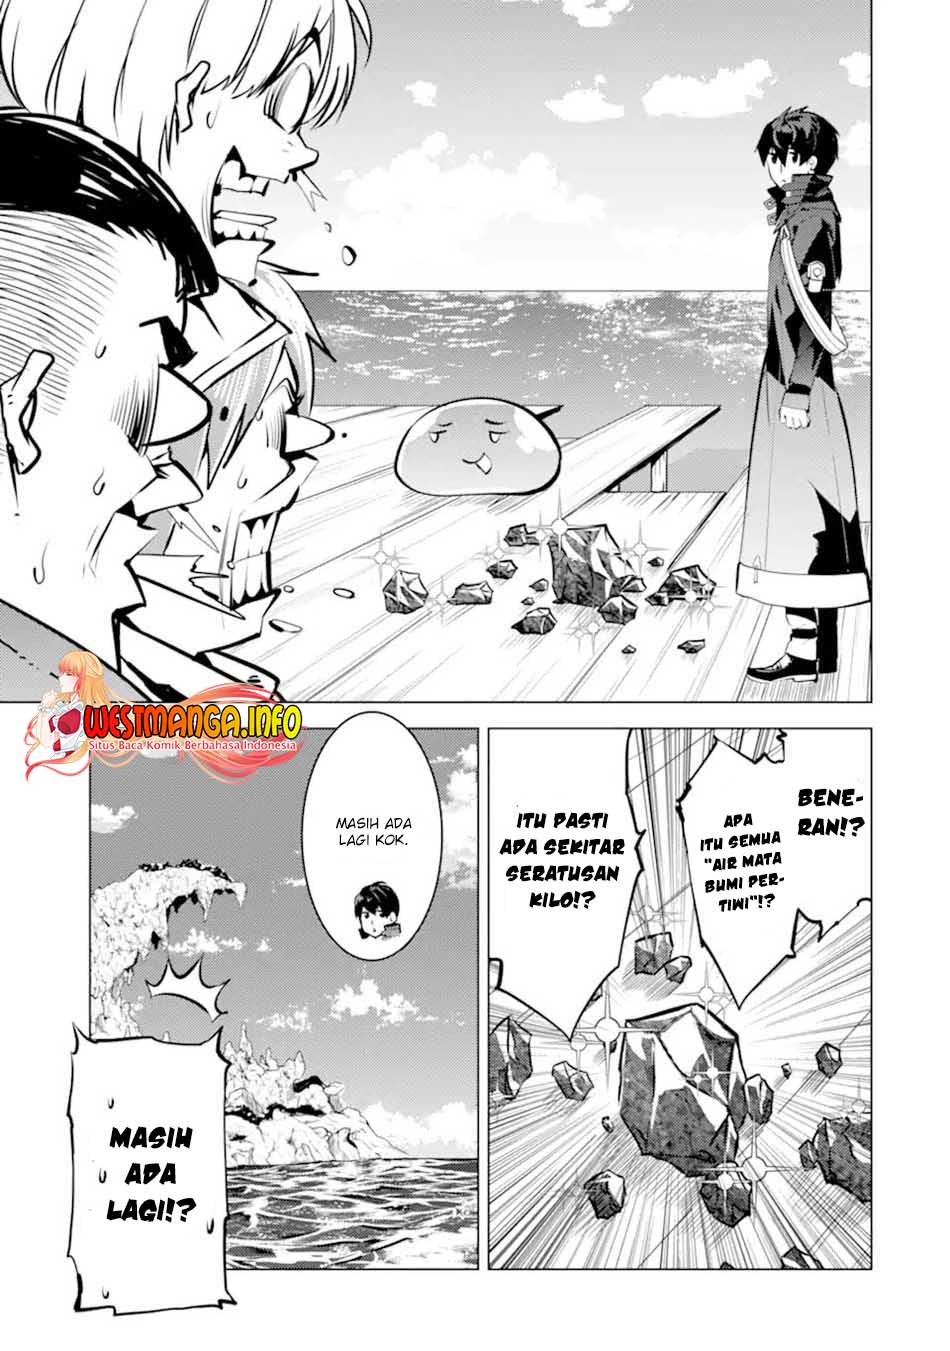 WESTMANGA.INFO
Situs Baca Komik Berbahasa Indonesia
BENE-
RAN!?
APA
ITU SEMUA
"AIR MATA
BUMI PER-
TIWI"!?
ITU PASTI
ADA SEKITAR
SERATUSAN
KILO!?
MASIH ADA
LAGI KOK.
MASIH
ADA
LAGI!?